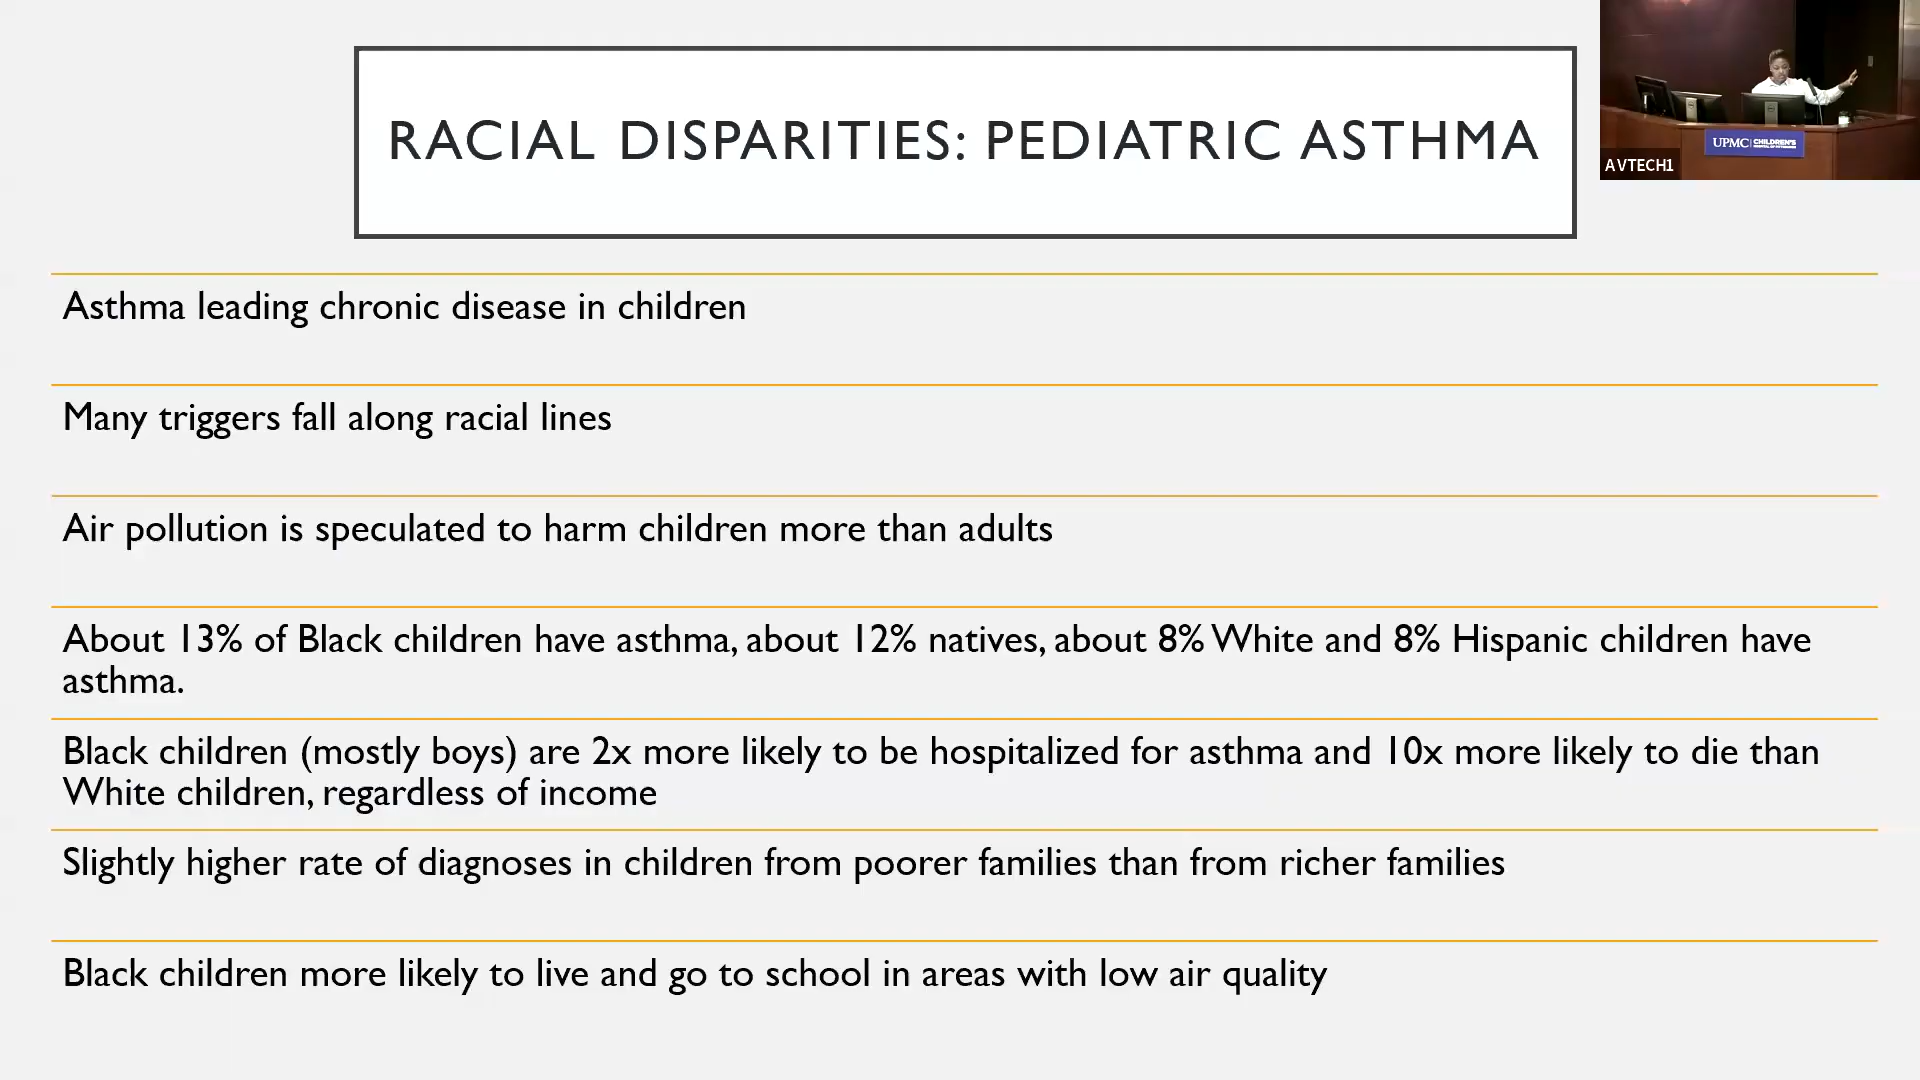 RACIAL DISPARITIES: PEDIATRIC ASTHMA
UPMC CHILDREN'S
AVTECH1
Asthma leading chronic disease in children
Many triggers fall along racial lines
Air pollution is speculated to harm children more than adults
About 13% of Black children have asthma, about 12% natives, about 8% White and 8% Hispanic children have
asthma.
Black children (mostly boys) are 2x more likely to be hospitalized for asthma and 10x more likely to die than
White children, regardless of income
Slightly higher rate of diagnoses in children from poorer families than from richer families
Black children more likely to live and go to school in areas with low air quality